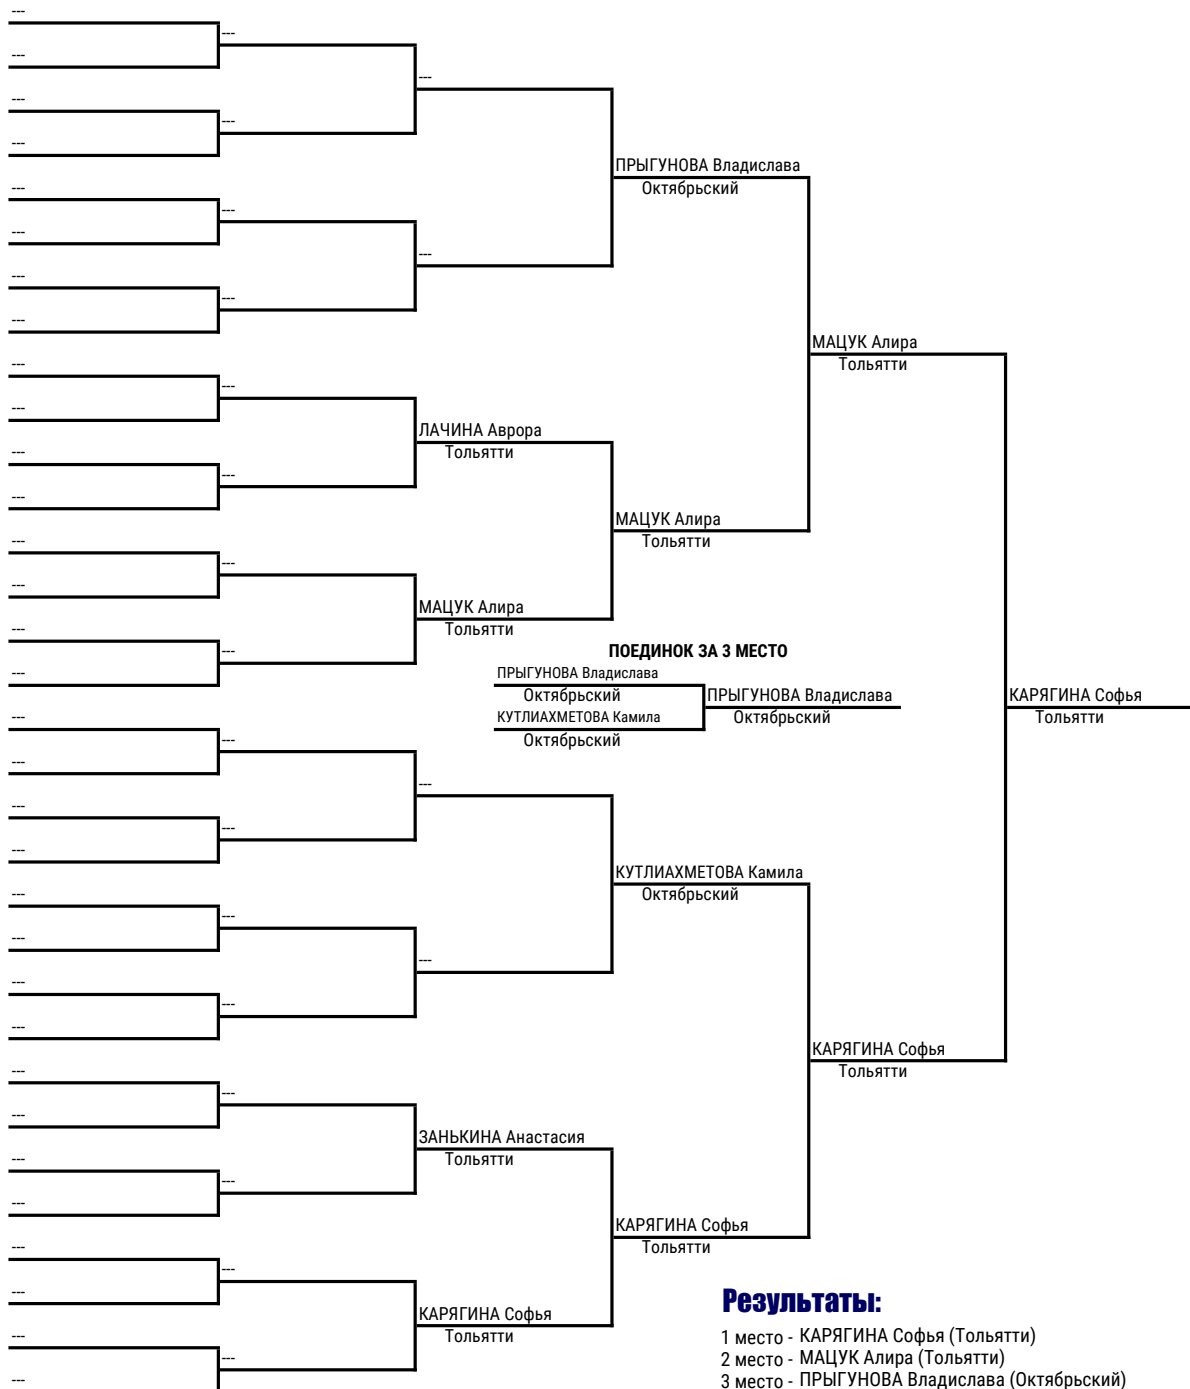 ---
---
---
---
---
---
---
ПРЫГУНОВА Владислава
---
Октябрьский
---
---
---
---
---
---
МАЦУК Алира
---
Тольятти
---
---
ЛАЧИНА Аврора
---
Тольятти
---
---
МАЦУК Алира
---
Тольятти
---
---
МАЦУК Алира
---
Тольятти
---
ПОЕДИНОК ЗА 3 МЕСТО
---
ПРЫГУНОВА Владислава
Октябрьский
ПРЫГУНОВА Владислава
КАРЯГИНА Софья
---
КУТЛИАХМЕТОВА Камила
Октябрьский
Тольятти
---
Октябрьский
---
---
---
---
---
КУТЛИАХМЕТОВА Камила
---
Октябрьский
---
---
---
---
---
---
КАРЯГИНА Софья
---
Тольятти
---
---
ЗАНЬКИНА Анастасия
---
Тольятти
---
---
КАРЯГИНА Софья
---
Тольятти
---
---
Результаты:
КАРЯГИНА Софья
---
Тольятти
1 место - КАРЯГИНА Софья (Тольятти)
---
2 место - МАЦУК Алира (Тольятти)
---
3 место - ПРЫГУНОВА Владислава (Октябрьский)